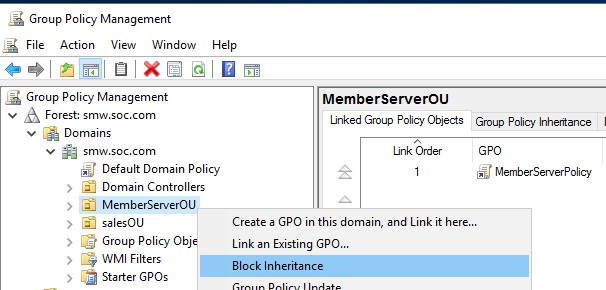 Group Policy Management
File Action View Window Help
Group Policy Management
Forest: smw.soc.com
Domains
smw.soc.com
Default Domain Policy
Domain Controllers
MemberServerOU
salesOU
Group Policy Obje
WMI Filters
Starter GPOs
MemberServerOU
Linked Group Policy Objects Group Policy Inheritance
Link Order GPO
1 MemberServerPolicy
Create a GPO in this domain, and Link it here...
Link an Existing GPO...
Block Inheritance
Group Policy Update